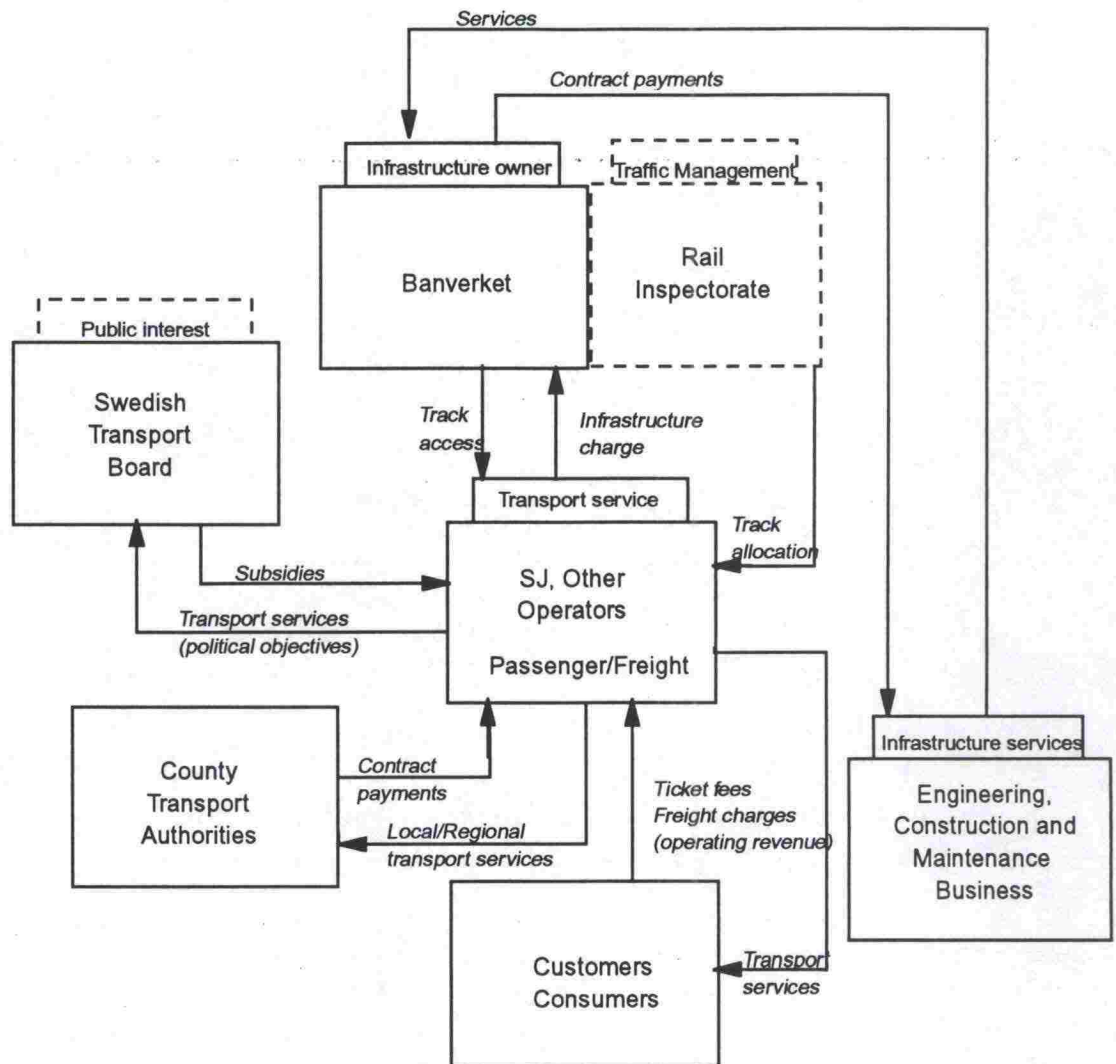 Services
Contract payments
Infrastructure owner
Traffic Management
Banverket
Rail
Inspectorate
Public interest
Swedish
Transport
Board
Track
access
Infrastructure
charge
Transport service
Track
allocation
SJ, Other
Operators
Passenger/Freight
Subsidies
Transport services
(political objectives)
County
Transport
Authorities
Contract
payments
Local/Regional
transport services
Ticket fees
Freight charges
(operating revenue)
Infrastructure services
Engineering,
Construction and
Maintenance
Business
Customers
Consumers
Transport
services